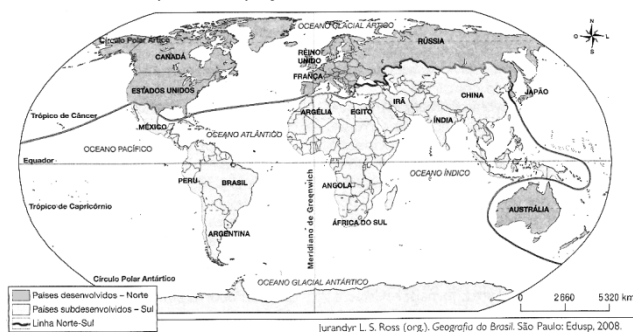 OCEANO GLACIAL ÁRTICO
Círculo Polar Ártico
N
O
L
S
CANADÁ
REINO
UNIDO
RÚSSIA
FRANÇA
ESTADOS UNIDOS
CHINA
JAPÃO
IRÃ
Trópico de Câncer
ARGÉLIA
EGITO
MÉXICO
OCEANO ATLÂNTICO
ÍNDIA
OCEANO PACÍFICO
Equador
OCEANO ÍNDICO
PERU
BRASIL
ANGOLA
Trópico de Capricórnio
AUSTRÁLIA
ÁFRICA DO SUL
ARGENTINA
Meridiano de Greenwich
Círculo Polar Antártico
OCEANO GLACIAL ANTÁRTICO
Países desenvolvidos – Norte
Países subdesenvolvidos – Sul
Linha Norte-Sul
0 2660 5320 km
Jurandyr L. S. Ross (org.). Geografia do Brasil. São Paulo: Edusp, 2008.